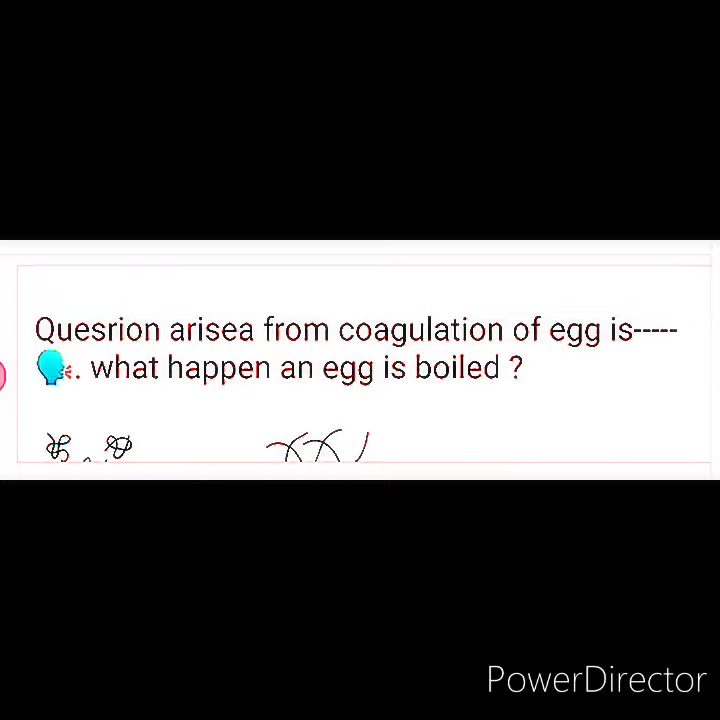 Quesrion arisea from coagulation of egg is-----
🗣. what happen an egg is boiled ?
PowerDirector